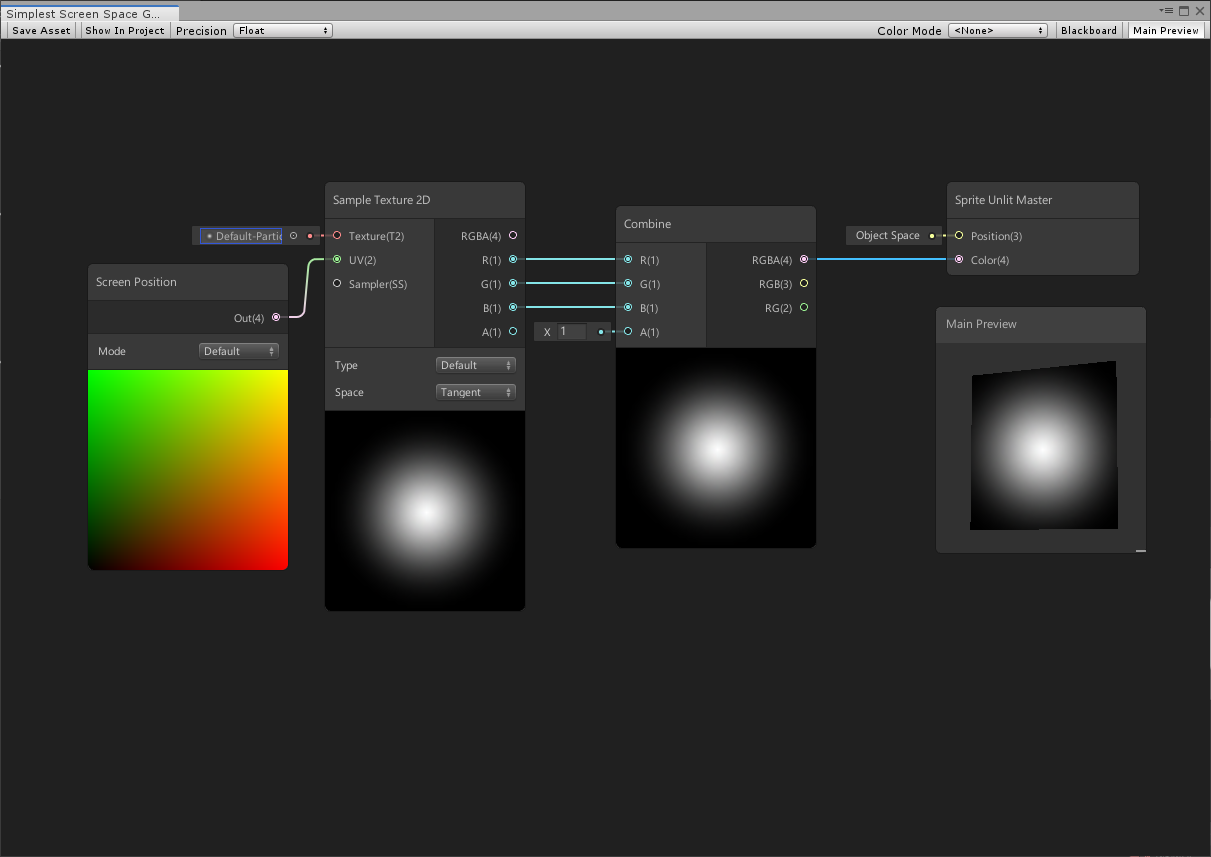 Simplest Screen Space G...
Save Asset Show In Project Precision Float Color Mode <None> Blackboard Main Preview
Sample Texture 2D
Default-Partic
Texture(T2) RGBA(4)
UV(2) R(1)
Sampler(SS) G(1)
B(1)
A(1)
Type Default
Space Tangent
Screen Position
Out(4)
Mode Default
Combine
R(1) RGBA(4)
G(1) RGB(3)
B(1) RG(2)
X 1 A(1)
Sprite Unlit Master
Object Space Position(3)
Color(4)
Main Preview